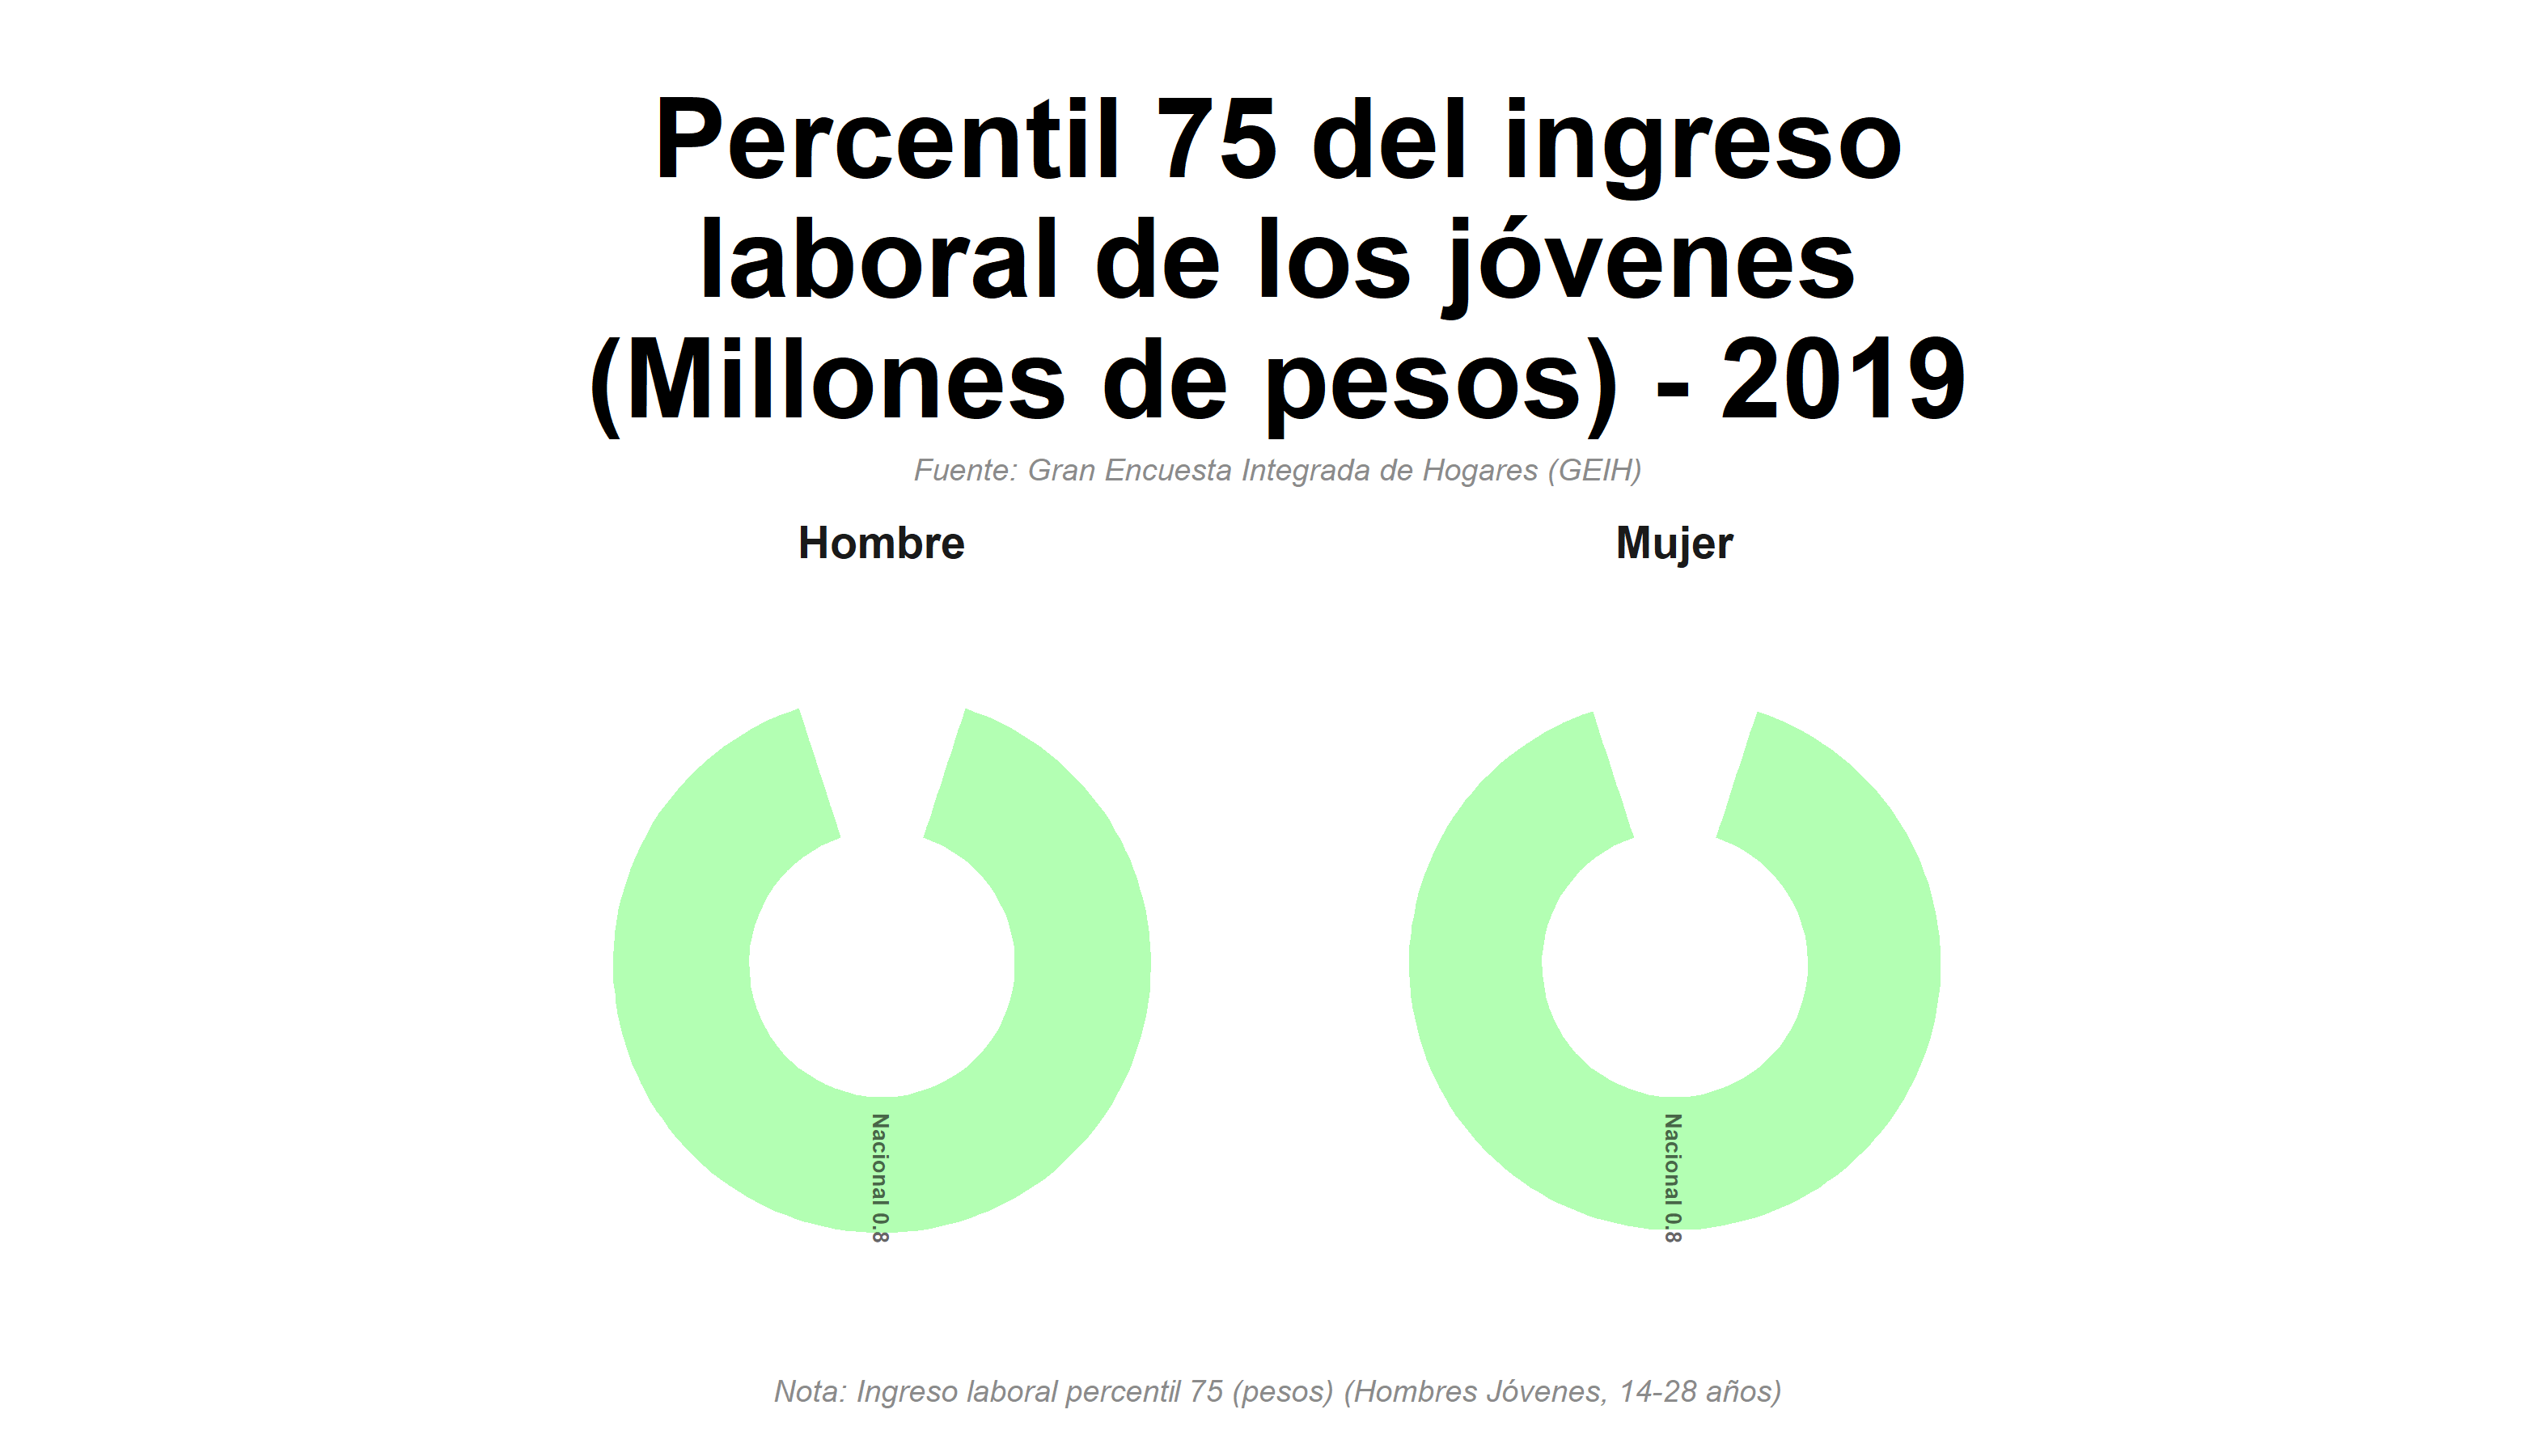 Percentil 75 del ingreso
laboral de los jóvenes
(Millones de pesos) - 2019
Fuente: Gran Encuesta Integrada de Hogares (GEIH)
Hombre
Mujer
Nacional 0.8
Nacional 0.8
Nota: Ingreso laboral percentil 75 (pesos) (Hombres Jóvenes, 14-28 años)